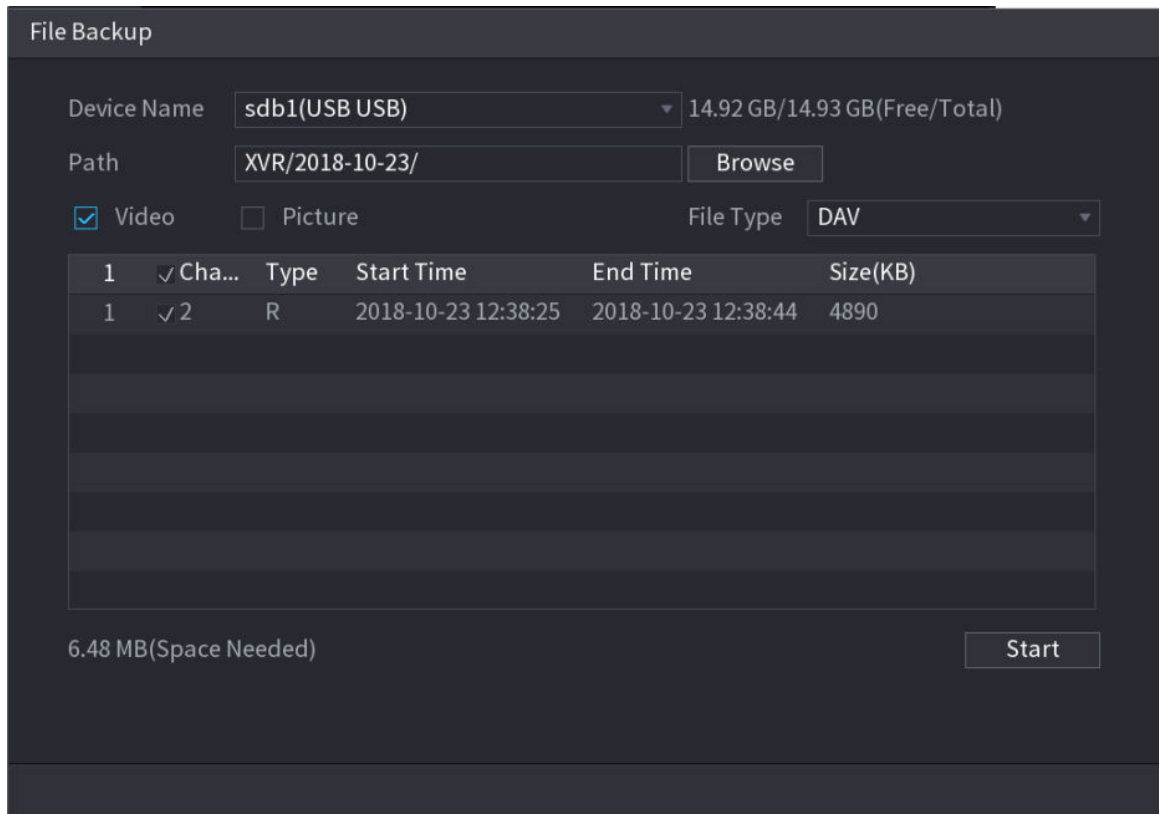 File Backup
Device Name sdb1(USB USB) 14.92 GB/14.93 GB(Free/Total)
Path XVR/2018-10-23/ Browse
Video Picture File Type DAV
1 Cha... Type Start Time End Time Size(KB)
1 2 R 2018-10-23 12:38:25 2018-10-23 12:38:44 4890
6.48 MB(Space Needed) Start